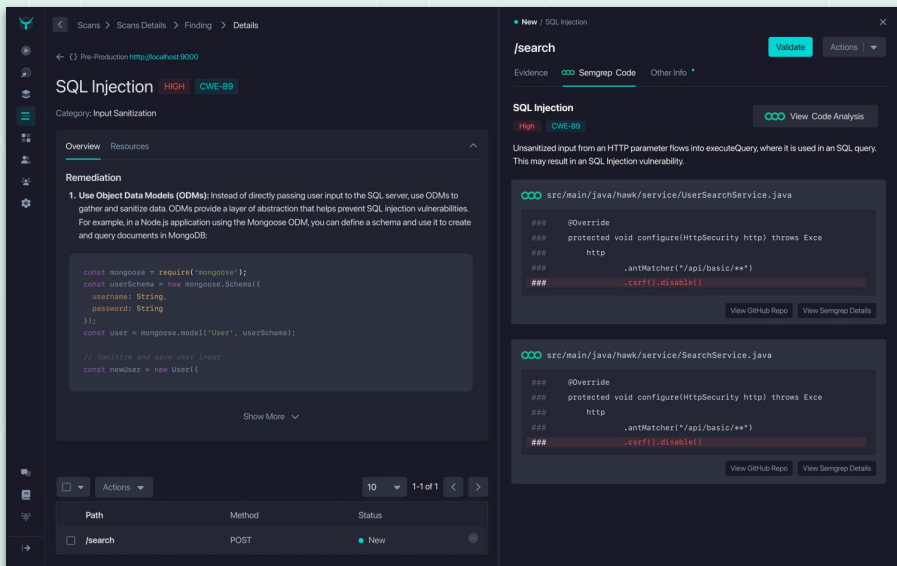 Scans > Scans Details > Finding > Details
← {} Pre-Production http://localhost:9000
SQL Injection HIGH CWE-89
Category: Input Sanitization
Overview Resources
Remediation
1. Use Object Data Models (ODMs): Instead of directly passing user input to the SQL server, use ODMs to
gather and sanitize data. ODMs provide a layer of abstraction that helps prevent SQL injection vulnerabilities.
For example, in a Node.js application using the Mongoose ODM, you can define a schema and use it to create
and query documents in MongoDB:
const mongoose = require('mongoose');
const userSchema = new mongoose.Schema({
username: String,
password: String
});
const user = mongoose.model('User', userSchema);
// Sanitize and save user input
const newUser = new User({
Show More
Actions 10 1-1 of 1
Path Method Status
/search POST New
New / SQL Injection
/search Validate Actions
Evidence Semgrep Code Other Info
SQL Injection
High CWE-89
View Code Analysis
Unsanitized input from an HTTP parameter flows into executeQuery, where it is used in an SQL query.
This may result in an SQL Injection vulnerability.
src/main/java/hawk/service/UserSearchService.java
### @Override
### protected void configure(HttpSecurity http) throws Exce
### http
### .antMatcher("/api/basic/**")
### .csrf().disable()
View GitHub Repo View Semgrep Details
src/main/java/hawk/service/SearchService.java
### @Override
### protected void configure(HttpSecurity http) throws Exce
### http
### .antMatcher("/api/basic/**")
### .csrf().disable()
View GitHub Repo View Semgrep Details